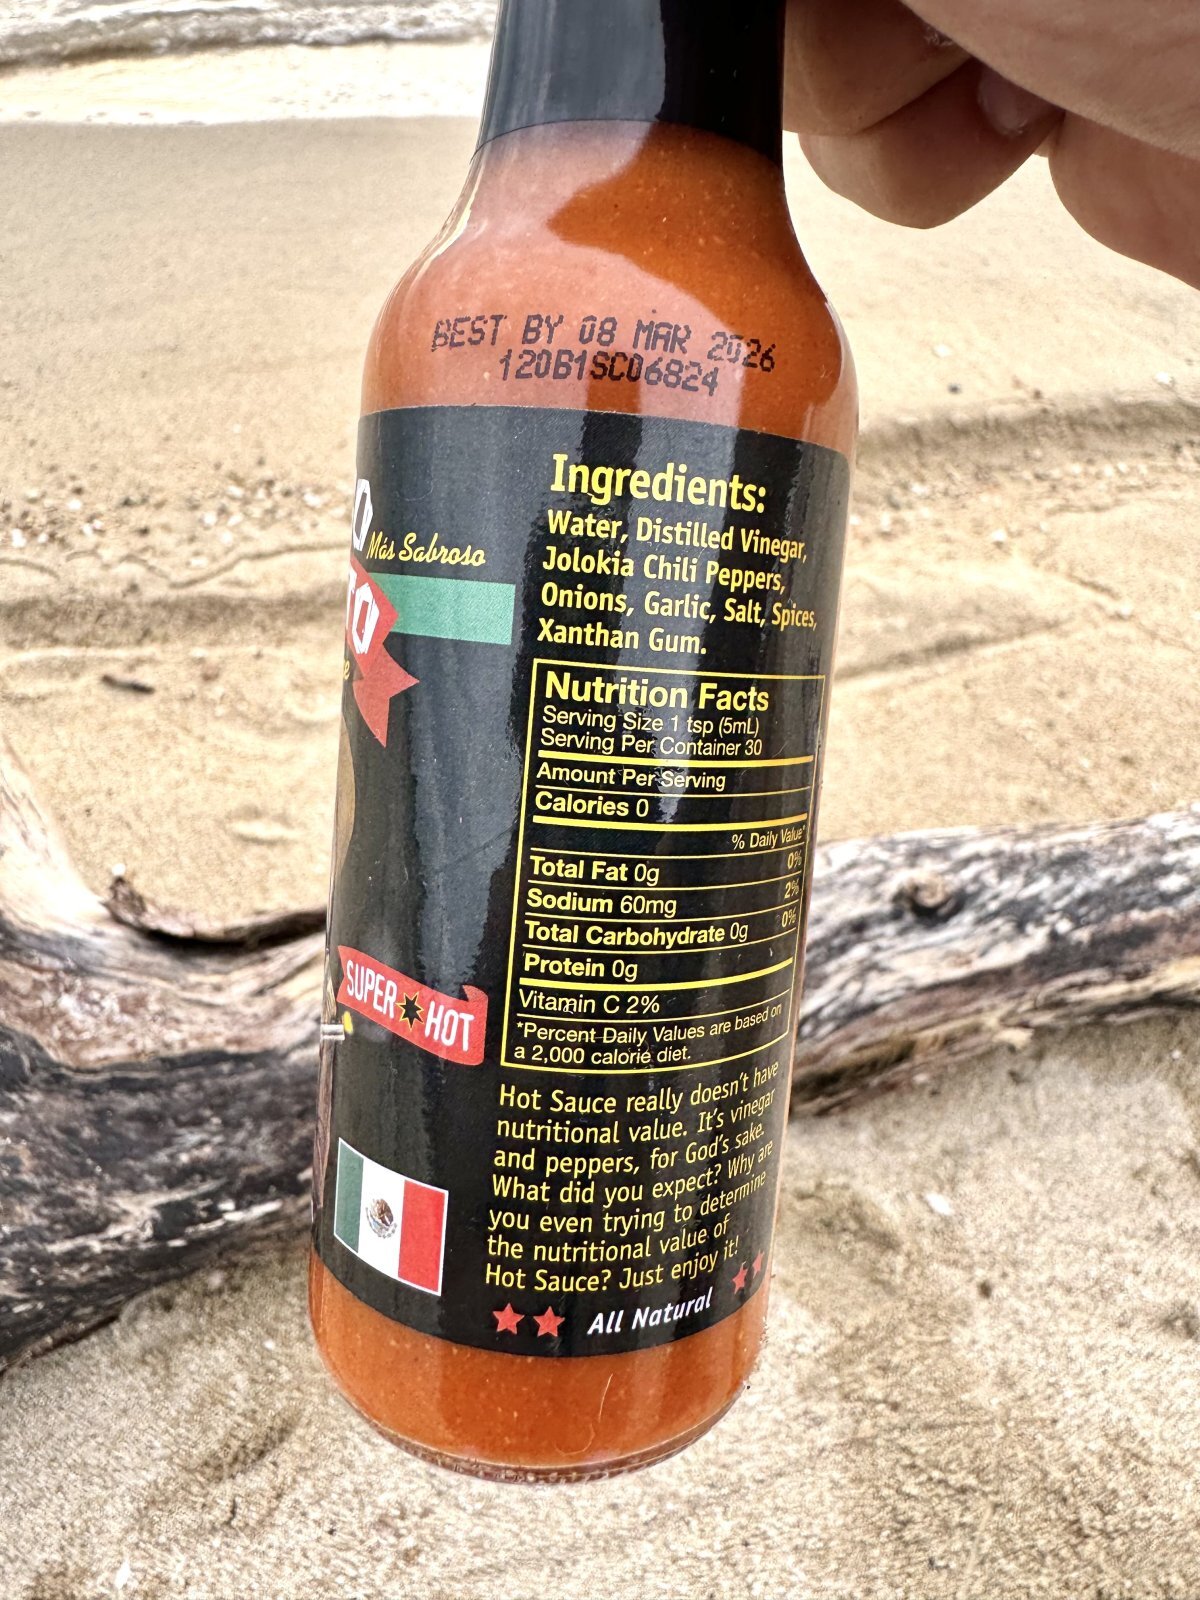 BEST BY 08 MAR 2026
120B1SC06824
Más Sabroso
SUPER HOT
Ingredients:
Water, Distilled Vinegar,
Jolokia Chili Peppers,
Onions, Garlic, Salt, Spices,
Xanthan Gum.
Nutrition Facts
Serving Size 1 tsp (5mL)
Serving Per Container 30
Amount Per Serving
Calories 0
% Daily Value*
Total Fat 0g 0%
Sodium 60mg 2%
Total Carbohydrate 0g 0%
Protein 0g
Vitamin C 2%
*Percent Daily Values are based on
a 2,000 calorie diet.
Hot Sauce really doesn't have
nutritional value. It's vinegar
and peppers, for God's sake.
What did you expect? Why are
you even trying to determine
the nutritional value of
Hot Sauce? Just enjoy it!
All Natural